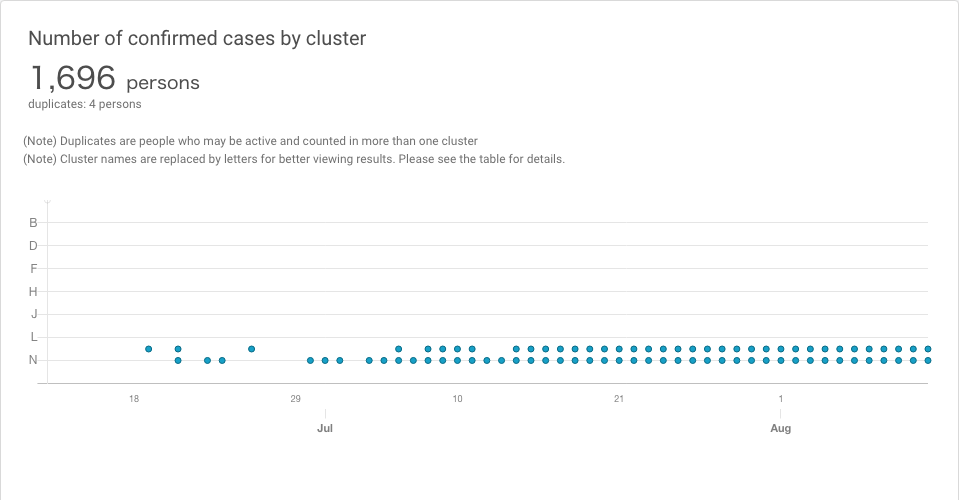 Number of confirmed cases by cluster
1,696 persons
duplicates: 4 persons
(Note) Duplicates are people who may be active and counted in more than one cluster
(Note) Cluster names are replaced by letters for better viewing results. Please see the table for details.
B
D
F
H
J
L
N
18 29 10 21 1
Jul Aug